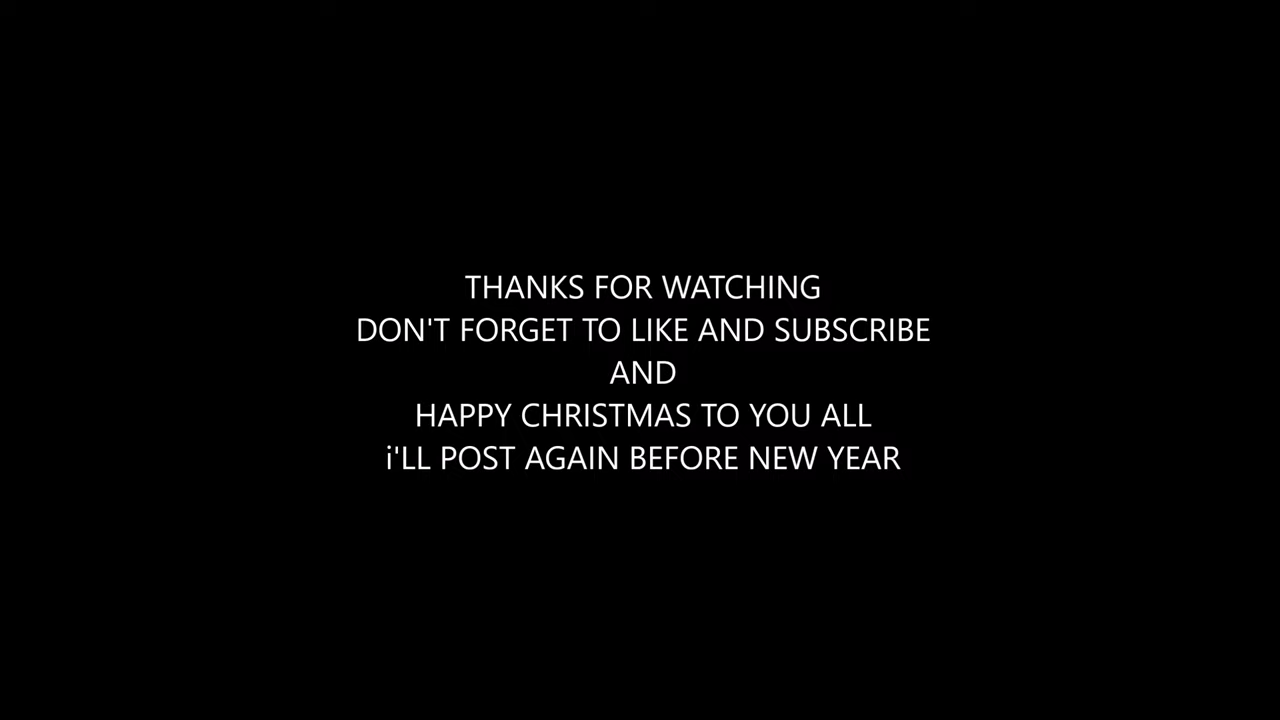 THANKS FOR WATCHING
DON'T FORGET TO LIKE AND SUBSCRIBE
AND
HAPPY CHRISTMAS TO YOU ALL
i'LL POST AGAIN BEFORE NEW YEAR